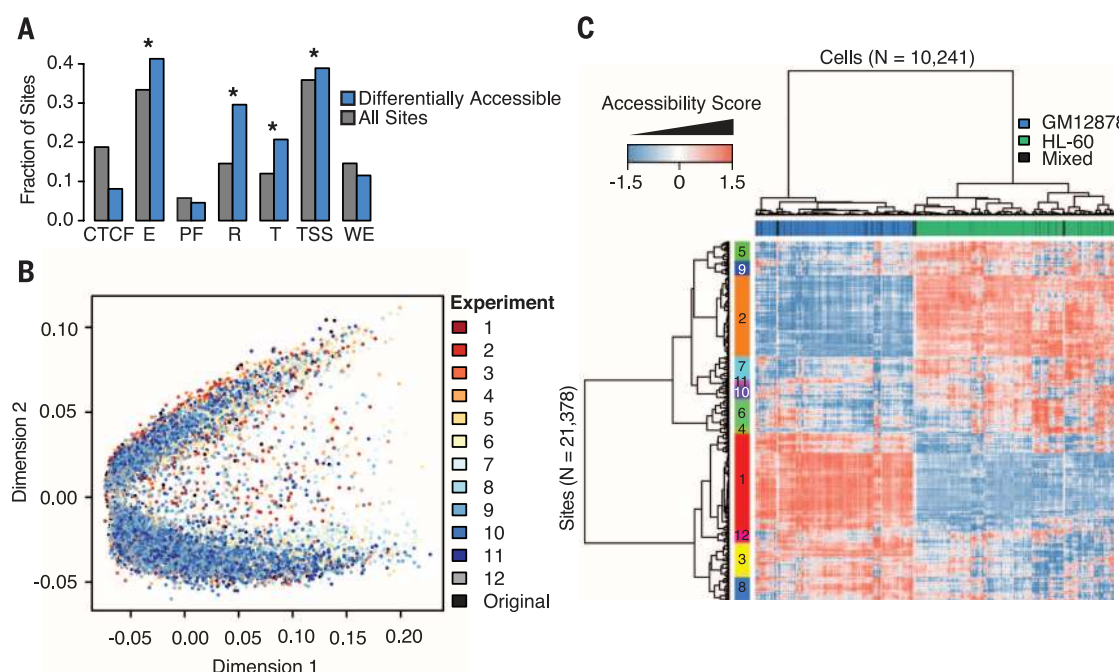 A
Fraction of Sites
0.4
0.3
0.2
0.1
0.0
* * * * *
CTCF E PF R T TSS WE
Differentially Accessible
All Sites
B
Dimension 2
0.10
0.05
0.00
-0.05
-0.05 0.00 0.05 0.10 0.15 0.20
Dimension 1
Experiment
1
2
3
4
5
6
7
8
9
10
11
12
Original
C
Cells (N = 10,241)
Accessibility Score
-1.5 0 1.5
GM12878
HL-60
Mixed
Sites (N = 21,378)
5
9
2
7
11
10
6
4
1
12
3
8